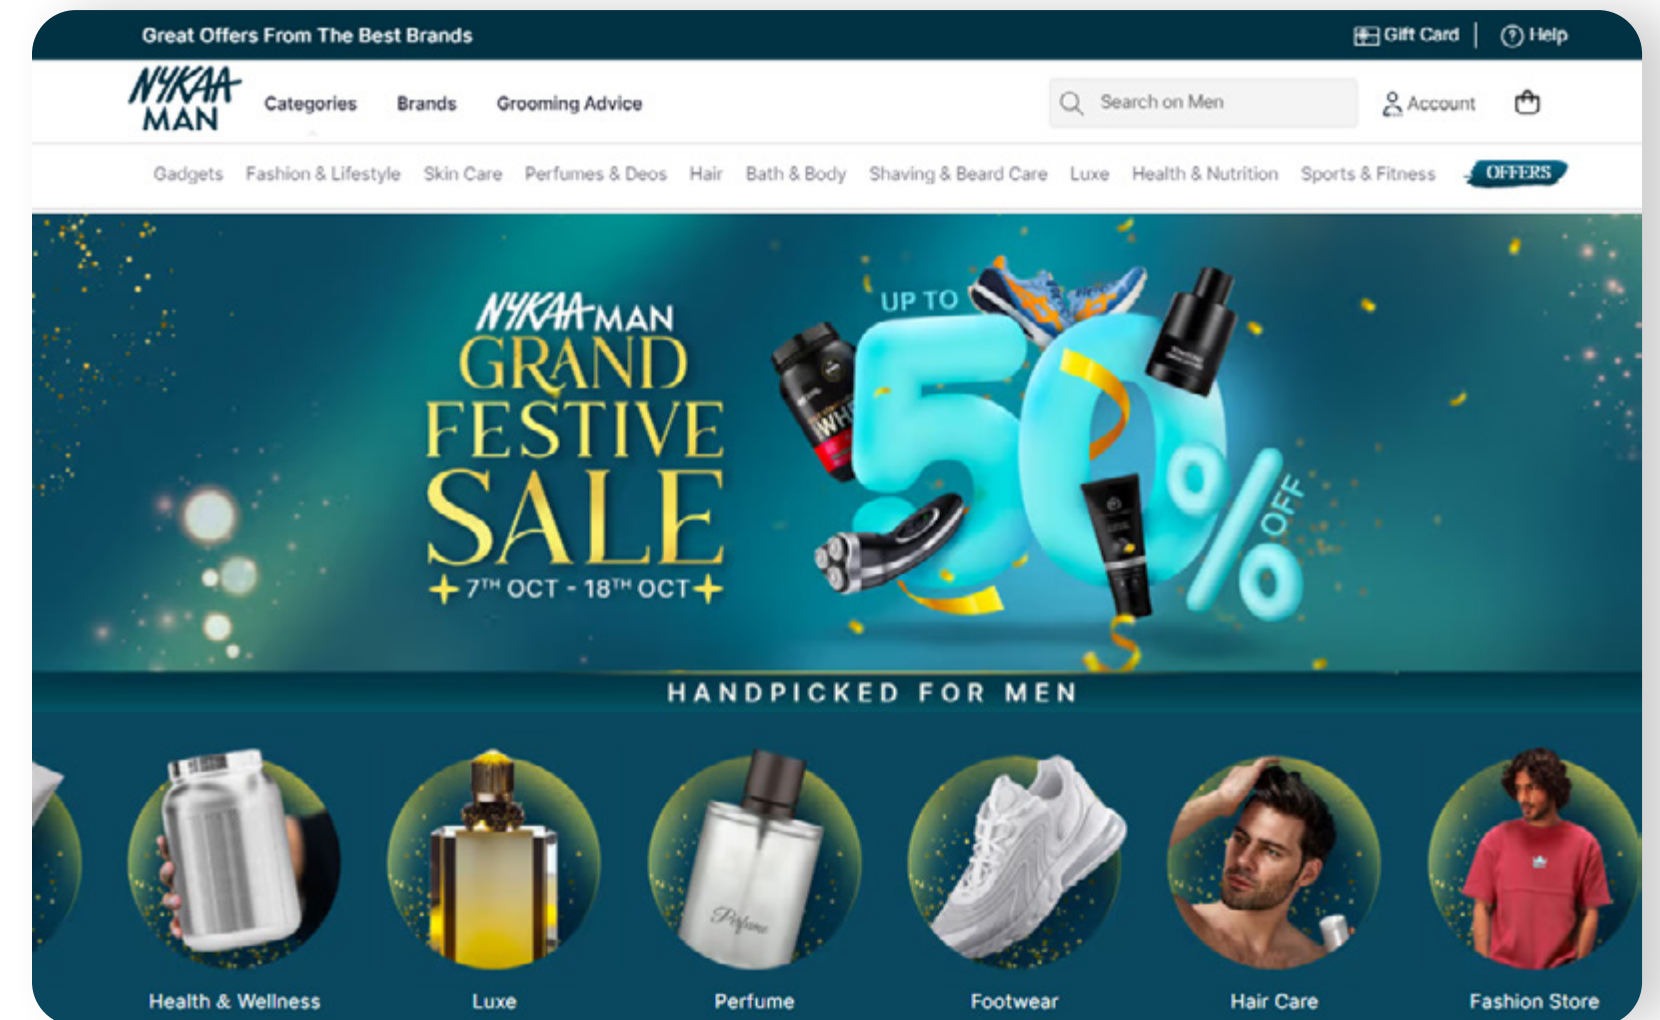 Great Offers From The Best Brands
Gift Card
Help
NYKAA
MAN
Categories
Brands
Grooming Advice
Search on Men
Account
Gadgets
Fashion & Lifestyle
Skin Care
Perfumes & Deos
Hair
Bath & Body
Shaving & Beard Care
Luxe
Health & Nutrition
Sports & Fitness
OFFERS
NYKAA MAN
GRAND
FESTIVE
SALE
7TH OCT - 18TH OCT
UP TO
50%
OFF
WH
HANDPICKED FOR MEN
Perfume
Health & Wellness
Luxe
Perfume
Footwear
Hair Care
Fashion Store